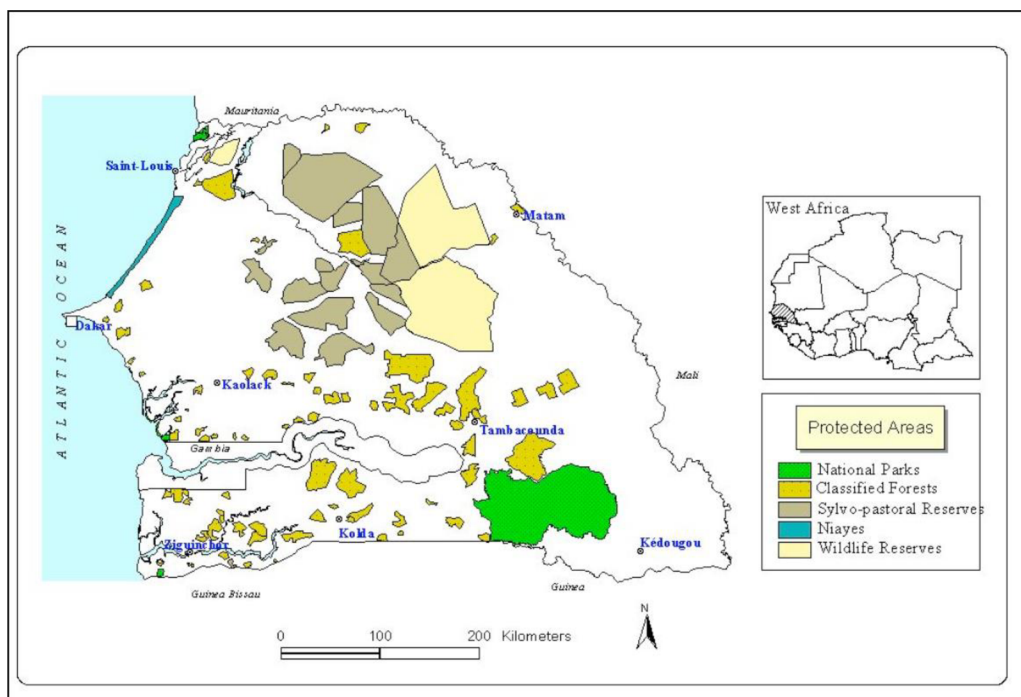 Mauritania
Saint-Louis
Matam
ATLANTIC OCEAN
Dakar
Kaolack
Mali
Tambacounda
Gambia
Kolda
Ziguinchor
Kédougou
Guinea Bissau
Guinea
N
0 100 200 Kilometers
West Africa
Protected Areas
National Parks
Classified Forests
Sylvo-pastoral Reserves
Niayes
Wildlife Reserves